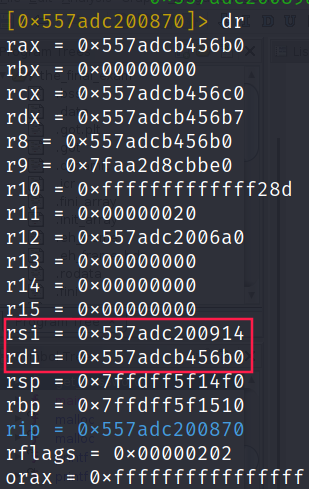 [0x557adc200870]> dr
rax = 0x557adcb456b0
rbx = 0x00000000
rcx = 0x557adcb456c0
rdx = 0x557adcb456b7
r8 = 0x557adcb456b0
r9 = 0x7faa2d8cbbe0
r10 = 0xfffffffffffff28d
r11 = 0x00000020
r12 = 0x557adc2006a0
r13 = 0x00000000
r14 = 0x00000000
r15 = 0x00000000
rsi = 0x557adc200914
rdi = 0x557adcb456b0
rsp = 0x7ffdff5f14f0
rbp = 0x7ffdff5f1510
rip = 0x557adc200870
rflags = 0x00000202
orax = 0xffffffffffffffff